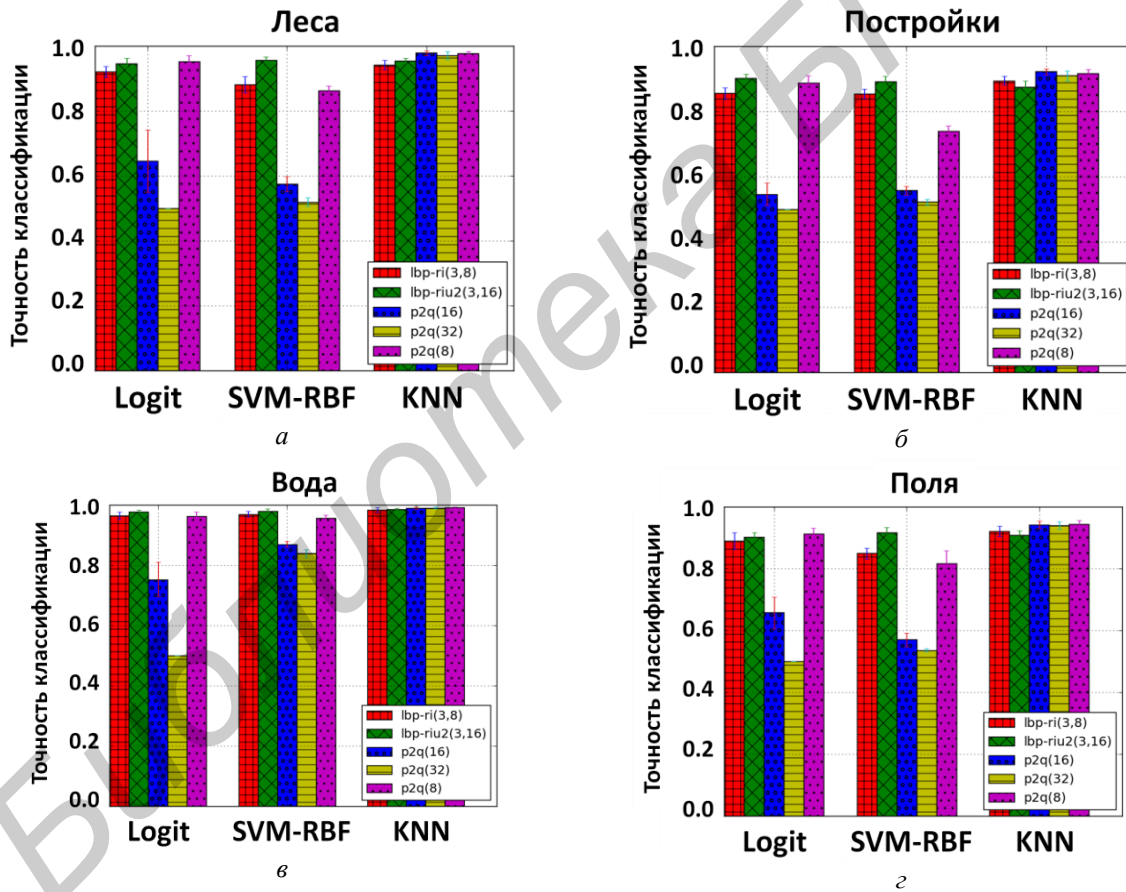 Леса
Точность классификации
1.0
0.8
0.6
0.4
0.2
0.0
lbp-ri(3,8)
lbp-riu2(3,16)
p2q(16)
p2q(32)
p2q(8)
Logit SVM-RBF KNN
а
Постройки
Точность классификации
1.0
0.8
0.6
0.4
0.2
0.0
lbp-ri(3,8)
lbp-riu2(3,16)
p2q(16)
p2q(32)
p2q(8)
Logit SVM-RBF KNN
б
Вода
Точность классификации
1.0
0.8
0.6
0.4
0.2
0.0
lbp-ri(3,8)
lbp-riu2(3,16)
p2q(16)
p2q(32)
p2q(8)
Logit SVM-RBF KNN
в
Поля
Точность классификации
1.0
0.8
0.6
0.4
0.2
0.0
lbp-ri(3,8)
lbp-riu2(3,16)
p2q(16)
p2q(32)
p2q(8)
Logit SVM-RBF KNN
г
Библиотека